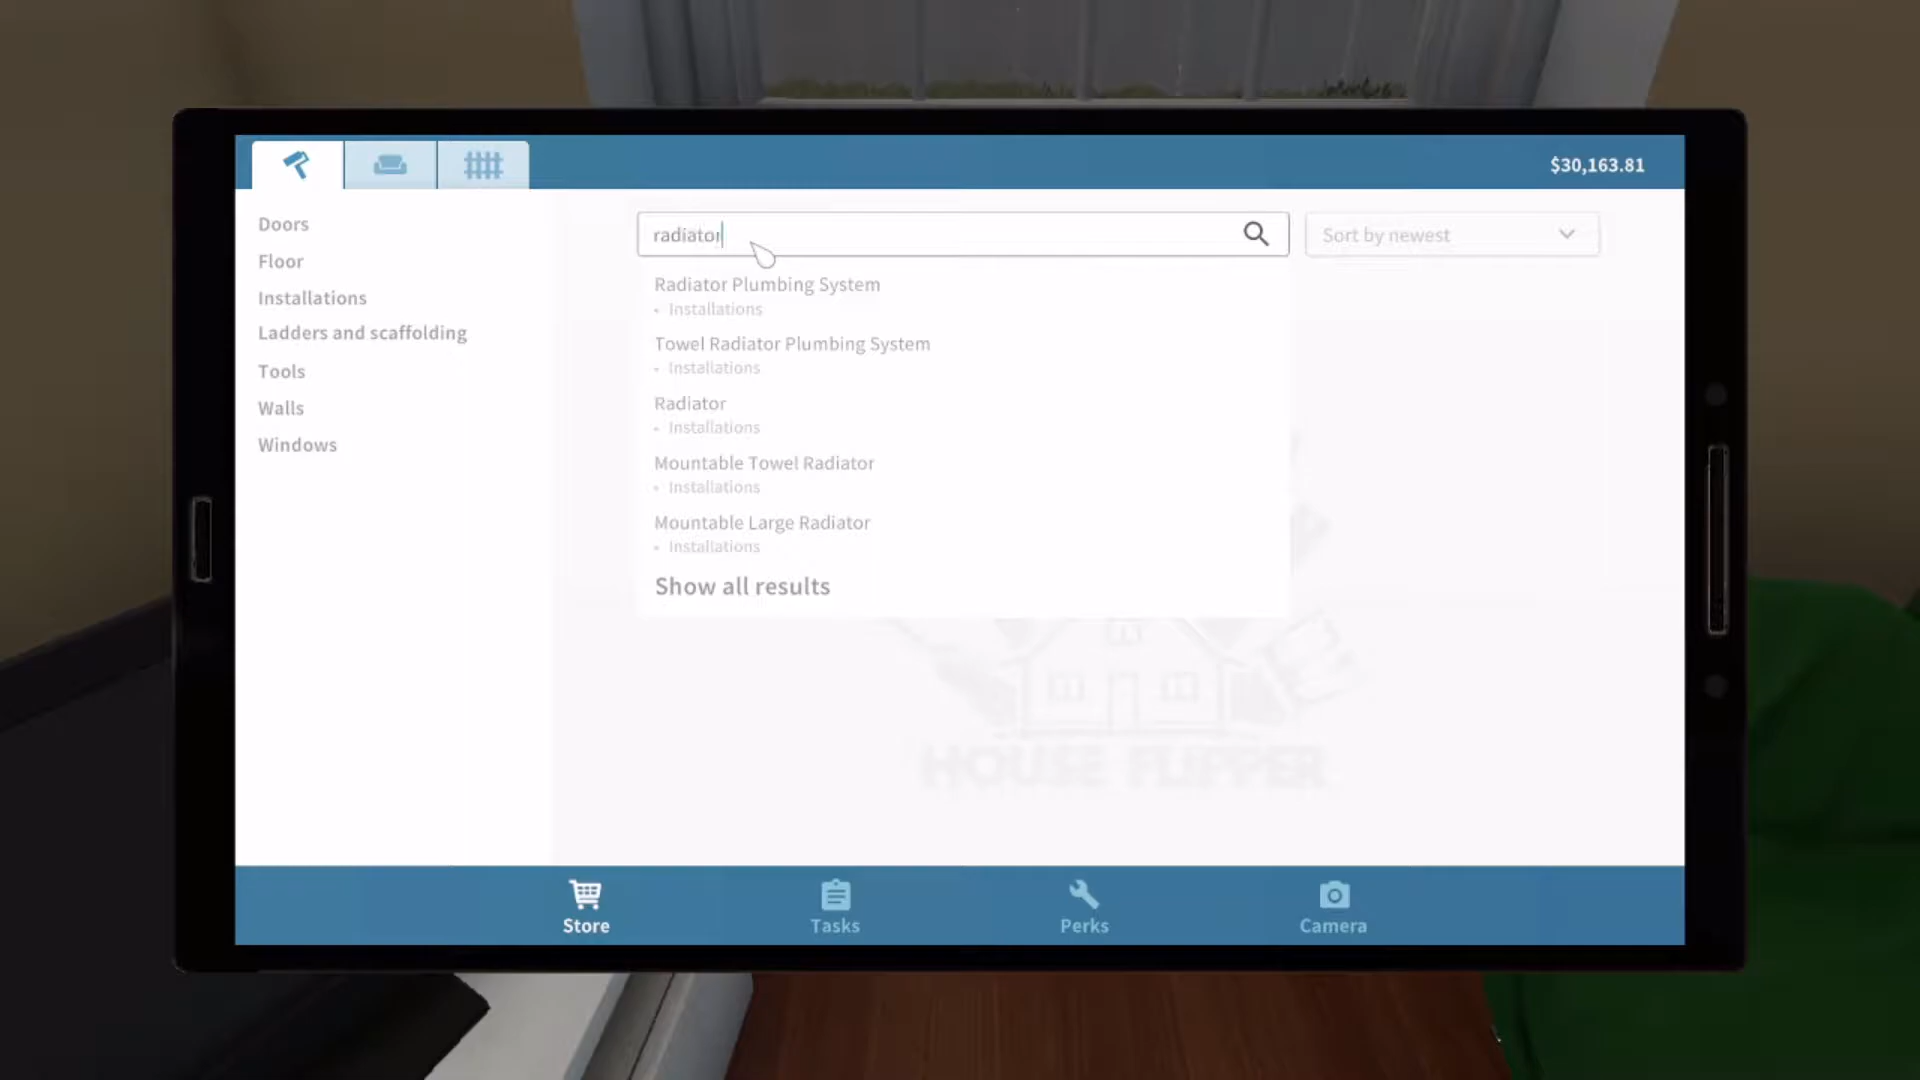 $30,163.81
Doors
Floor
Installations
Ladders and scaffolding
Tools
Walls
Windows
radiator
Sort by newest
Radiator Plumbing System
• Installations
Towel Radiator Plumbing System
• Installations
Radiator
• Installations
Mountable Towel Radiator
• Installations
Mountable Large Radiator
• Installations
Show all results
HOUSE FLIPPER
Store
Tasks
Perks
Camera